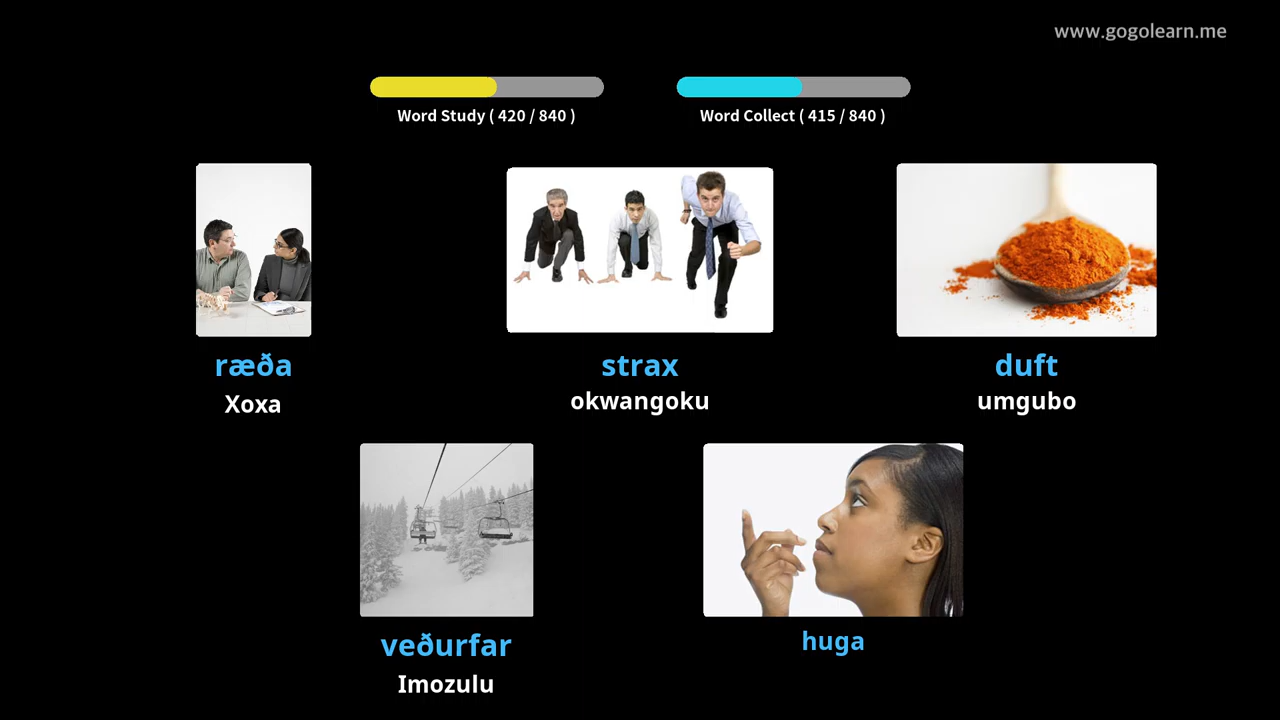 www.gogolearn.me
Word Study ( 420 / 840 )
Word Collect ( 415 / 840 )
ræða
Xoxa
strax
okwangoku
duft
umgubo
veðurfar
Imozulu
huga